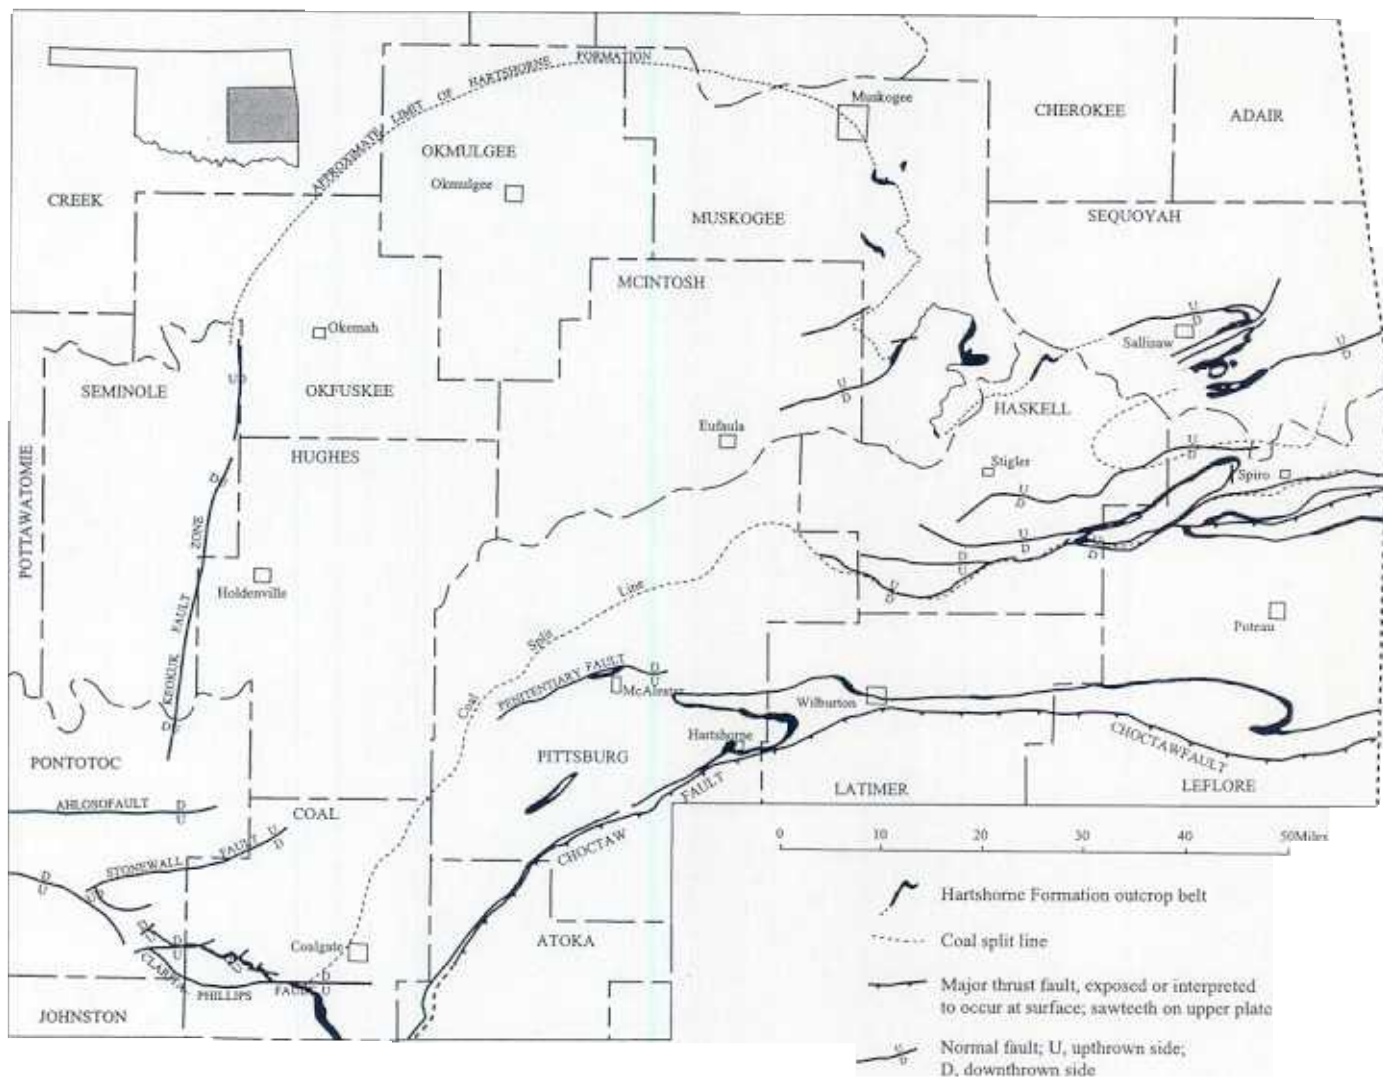 APPROXIMATE LIMIT OF HARTSHORNE FORMATION
Muskogee
CHEROKEE
ADAIR
OKMULGEE
Okmulgee
CREEK
MUSKOGEE
SEQUOYAH
MCINTOSH
Okemah
U
D
Sallisaw
U
D
SEMINOLE
U D
OKFUSKEE
U
D
HASKELL
Eufaula
HUGHES
U
D
Stigler
Spiro
POTTAWATOMIE
D U
U
D
KEOKUK FAULT ZONE
U
D
U
D
D
U
Holdenville
U
D
Coal Split Line
Poteau
PENITENTIARY FAULT
D
U
McAlester
Wilburton
D
U
Hartshorne
CHOCTAWFAULT
PONTOTOC
PITTSBURG
LATIMER
LEFLORE
AHLOSOFAULT
D
U
COAL
CHOCTAW FAULT
STONEWALL FAULT
U
D
0 10 20 30 40 50Miles
D
U
U D
Hartshorne Formation outcrop belt
D
U
Coalgate
ATOKA
Coal split line
PHILLIPS FAULT
D
U
Major thrust fault, exposed or interpreted
to occur at surface; sawteeth on upper plate
JOHNSTON
U
D
Normal fault; U, upthrown side;
D, downthrown side